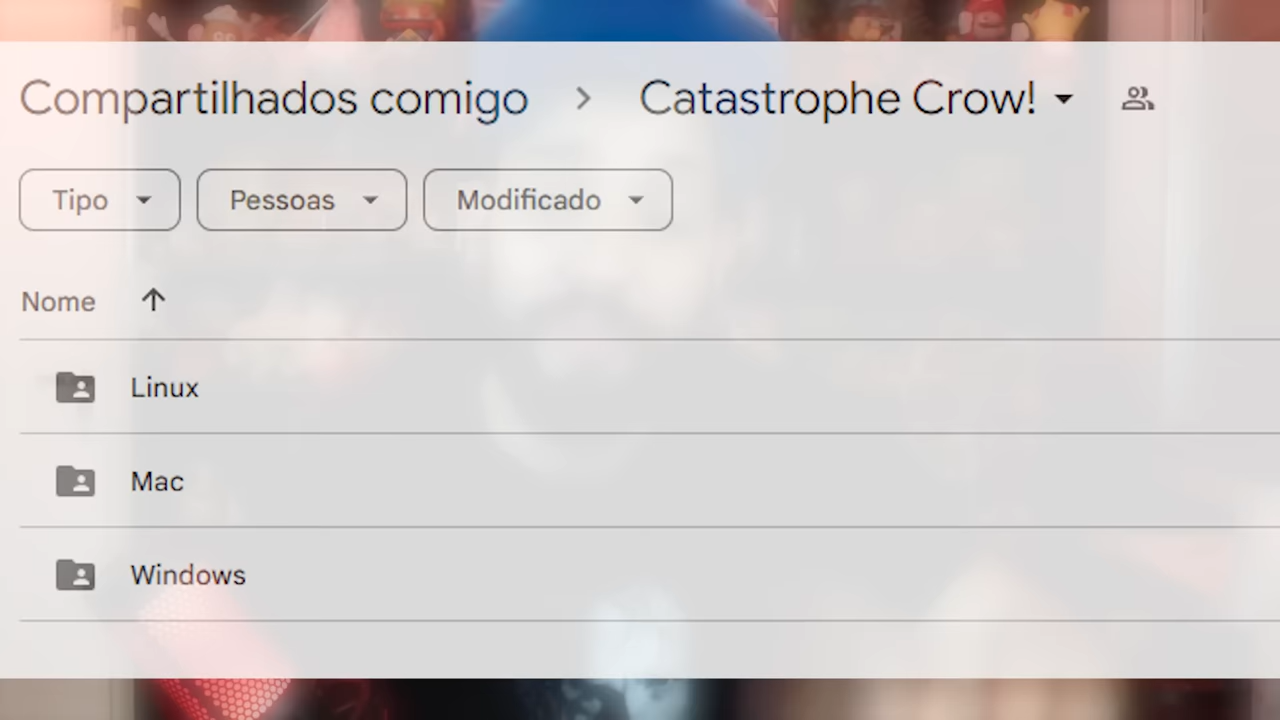 Compartilhados comigo > Catastrophe Crow!
Tipo Pessoas Modificado
Nome
Linux
Mac
Windows